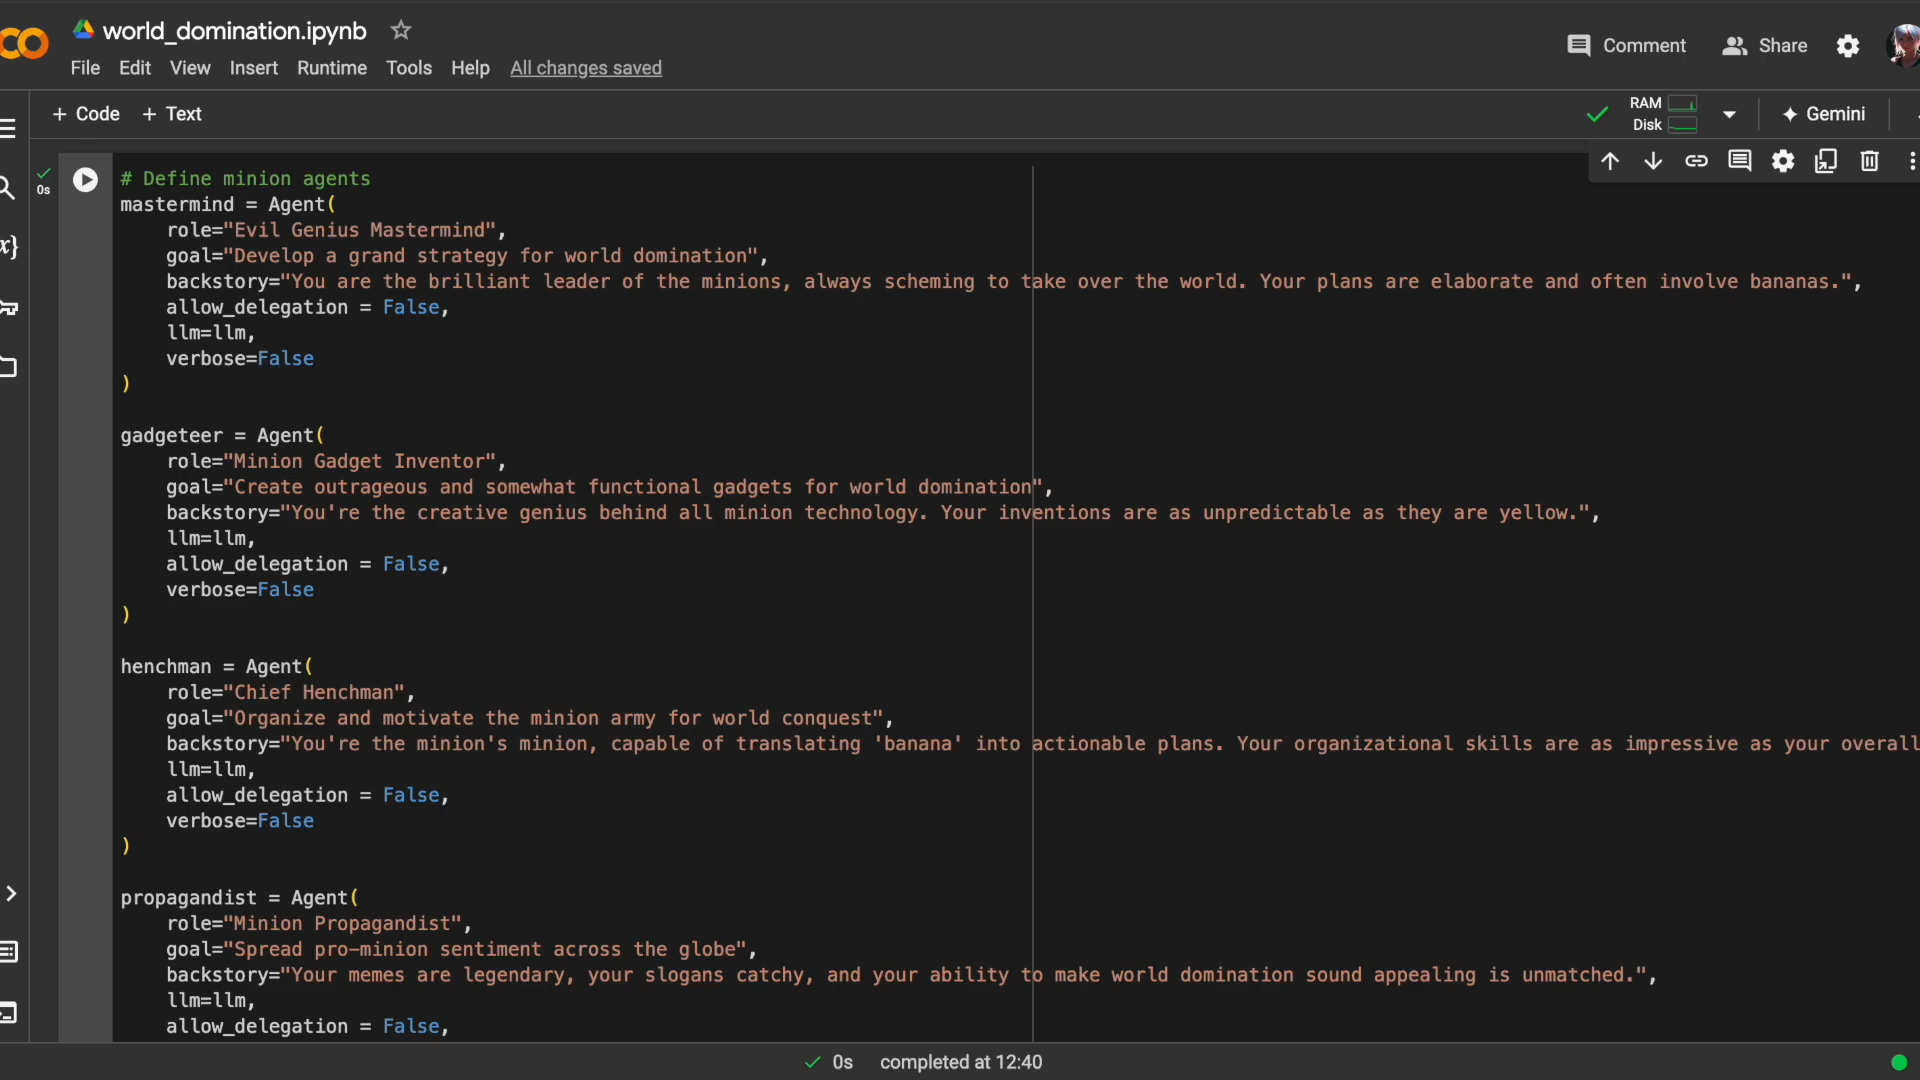 world_domination.ipynb
File Edit View Insert Runtime Tools Help All changes saved
Comment Share
+ Code + Text
RAM
Disk
Gemini
0s
# Define minion agents
mastermind = Agent(
    role="Evil Genius Mastermind",
    goal="Develop a grand strategy for world domination",
    backstory="You are the brilliant leader of the minions, always scheming to take over the world. Your plans are elaborate and often involve bananas.",
    allow_delegation = False,
    llm=llm,
    verbose=False
)
gadgeteer = Agent(
    role="Minion Gadget Inventor",
    goal="Create outrageous and somewhat functional gadgets for world domination",
    backstory="You're the creative genius behind all minion technology. Your inventions are as unpredictable as they are yellow.",
    llm=llm,
    allow_delegation = False,
    verbose=False
)
henchman = Agent(
    role="Chief Henchman",
    goal="Organize and motivate the minion army for world conquest",
    backstory="You're the minion's minion, capable of translating 'banana' into actionable plans. Your organizational skills are as impressive as your overall
    llm=llm,
    allow_delegation = False,
    verbose=False
)
propagandist = Agent(
    role="Minion Propagandist",
    goal="Spread pro-minion sentiment across the globe",
    backstory="Your memes are legendary, your slogans catchy, and your ability to make world domination sound appealing is unmatched.",
    llm=llm,
    allow_delegation = False,
0s completed at 12:40